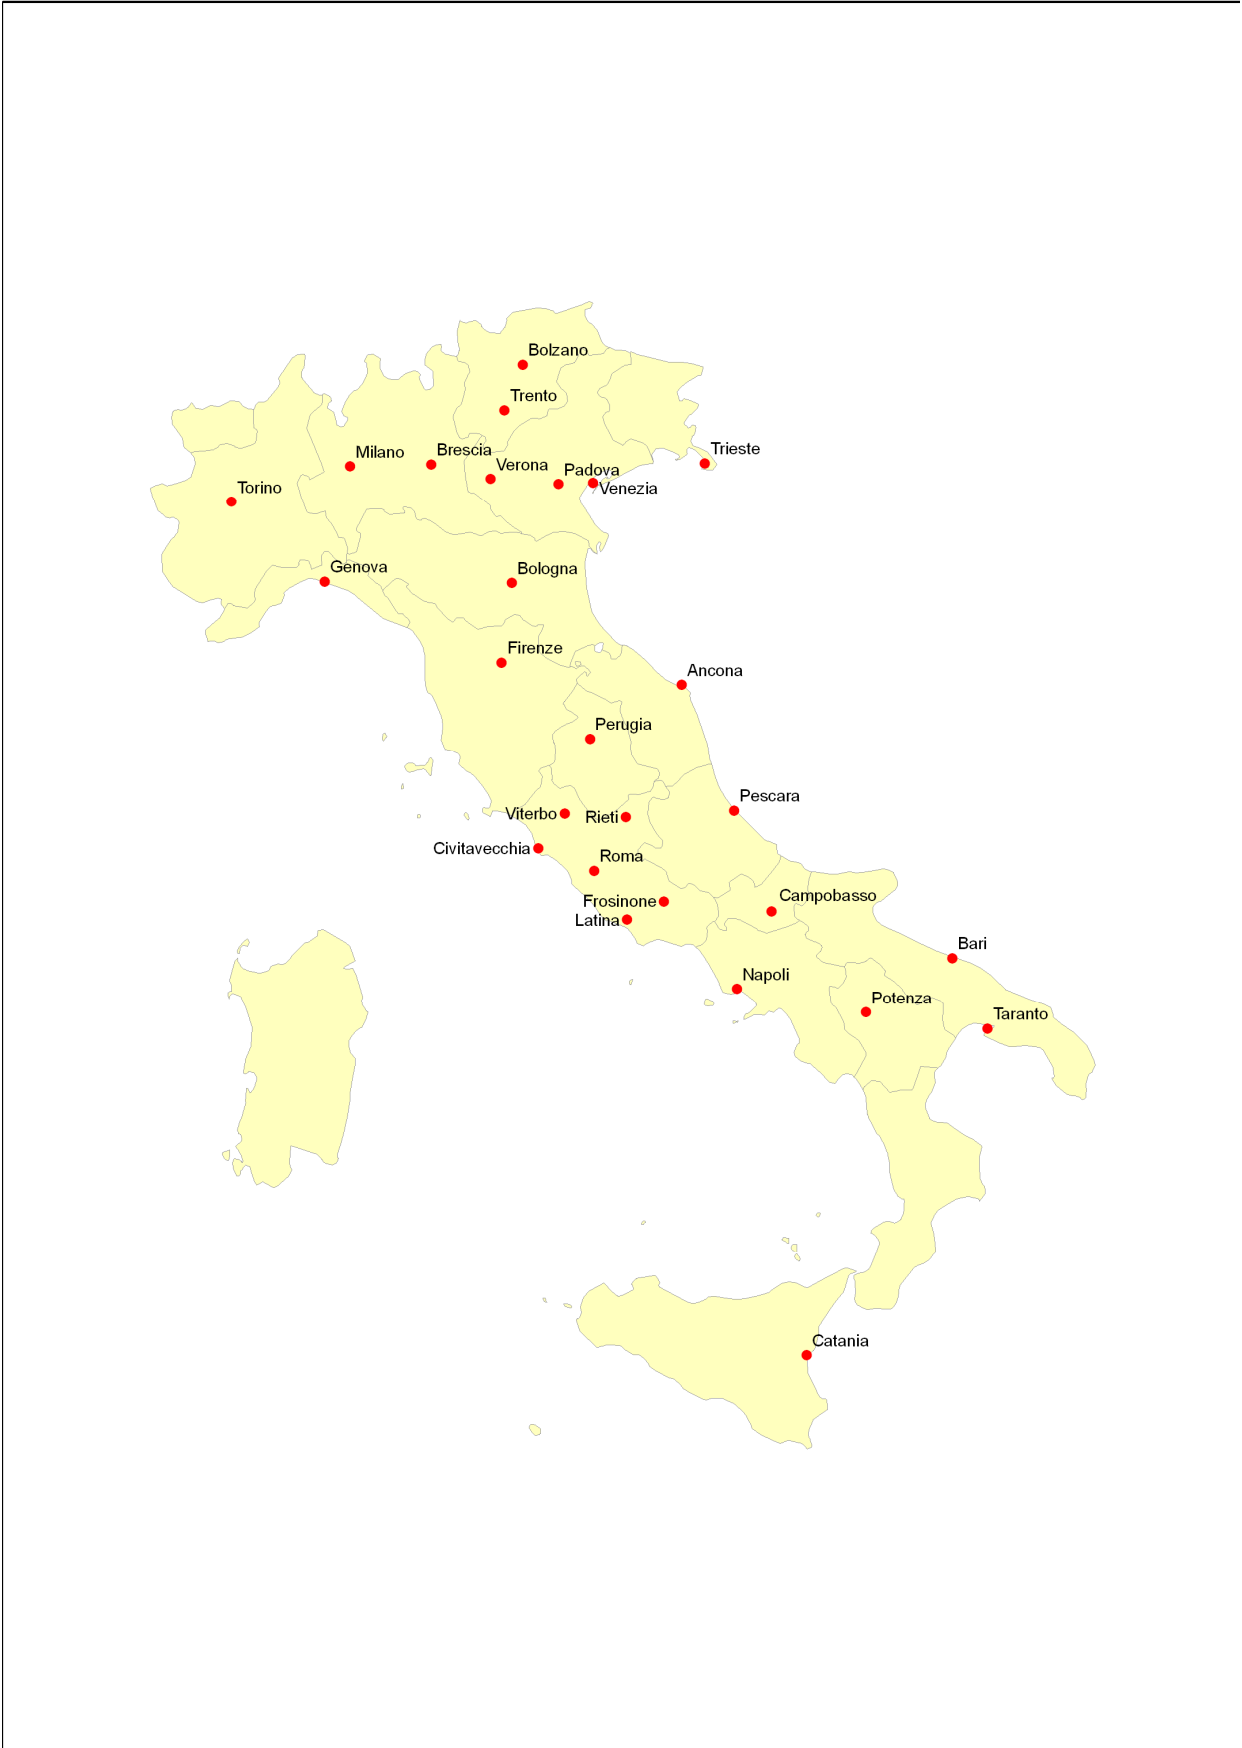 Bolzano
Trento
Trieste
Milano
Brescia
Verona
Padova
Venezia
Torino
Genova
Bologna
Firenze
Ancona
Perugia
Pescara
Viterbo
Rieti
Civitavecchia
Roma
Campobasso
Frosinone
Latina
Bari
Napoli
Potenza
Taranto
Catania